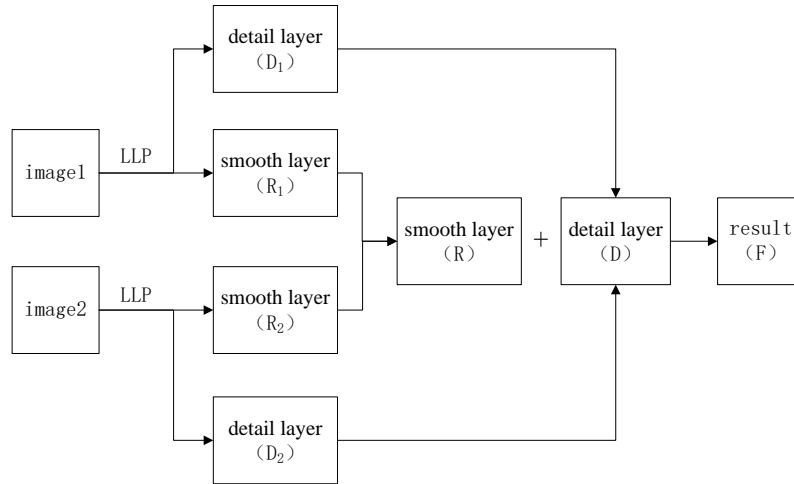 detail layer
（D₁）
LLP
image1
smooth layer
（R₁）
smooth layer
（R）
+
detail layer
（D）
result
（F）
LLP
image2
smooth layer
（R₂）
detail layer
（D₂）